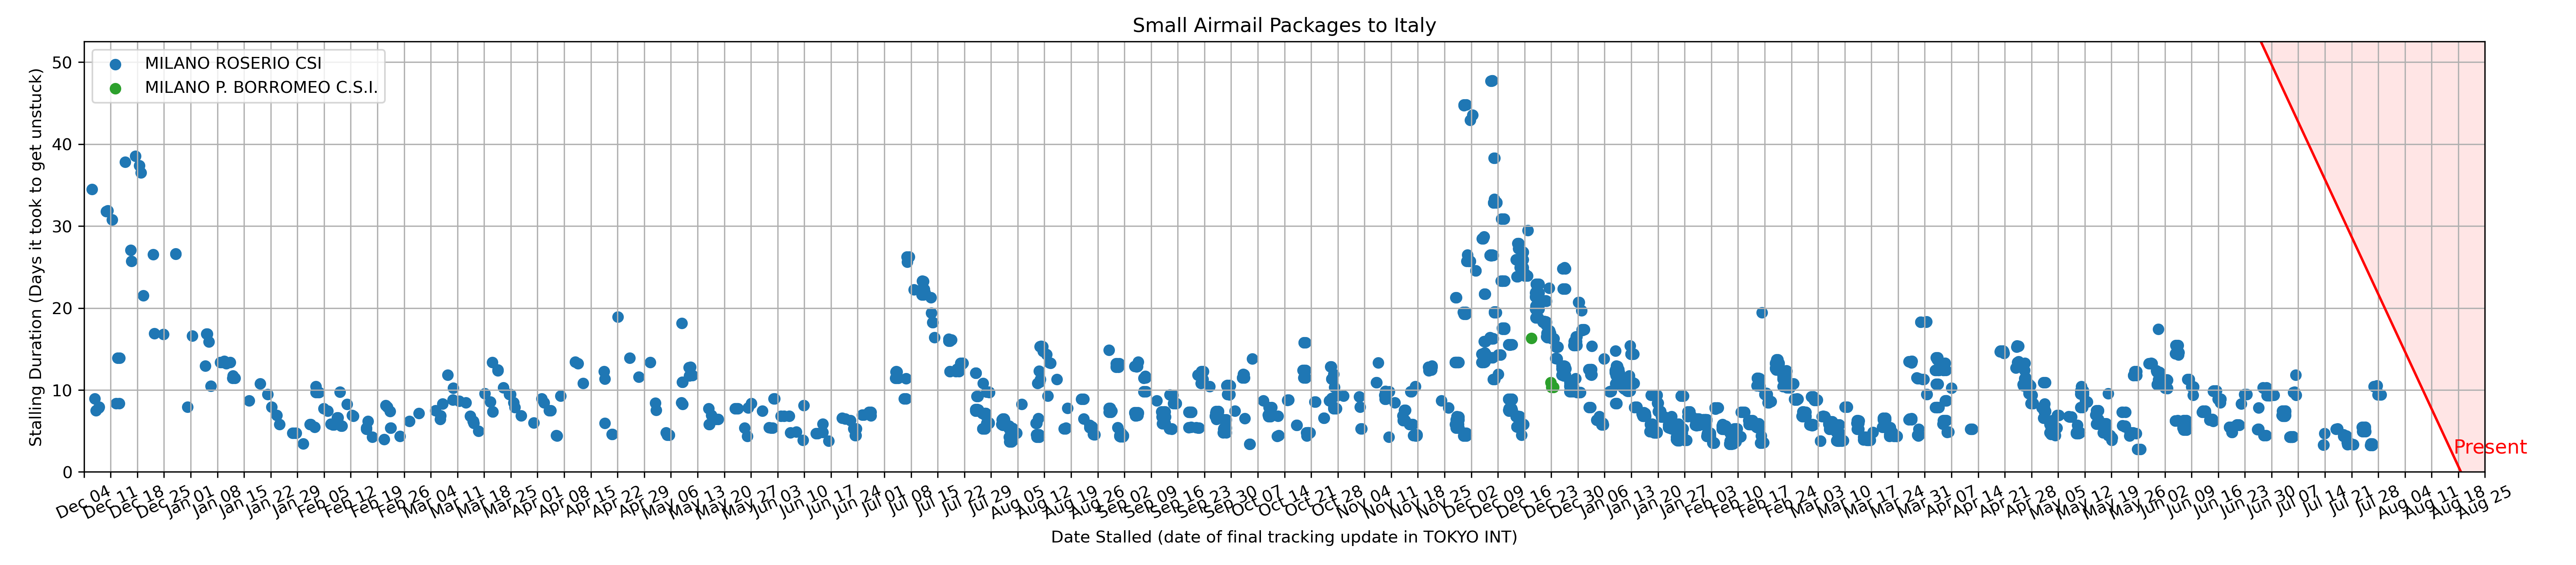 Small Airmail Packages to Italy
MILANO ROSERIO CSI
MILANO P. BORROMEO C.S.I.
Stalling Duration (Days it took to get unstuck)
50
40
30
20
10
0
Present
Dec 04
Dec 11
Dec 18
Dec 25
Jan 01
Jan 08
Jan 15
Jan 22
Jan 29
Feb 05
Feb 12
Feb 19
Feb 26
Mar 04
Mar 11
Mar 18
Mar 25
Apr 01
Apr 08
Apr 15
Apr 22
Apr 29
May 06
May 13
May 20
May 27
Jun 03
Jun 10
Jun 17
Jun 24
Jul 01
Jul 08
Jul 15
Jul 22
Jul 29
Aug 05
Aug 12
Aug 19
Aug 26
Sep 02
Sep 09
Sep 16
Sep 23
Sep 30
Oct 07
Oct 14
Oct 21
Oct 28
Nov 04
Nov 11
Nov 18
Nov 25
Dec 02
Dec 09
Dec 16
Dec 23
Dec 30
Jan 06
Jan 13
Jan 20
Jan 27
Feb 03
Feb 10
Feb 17
Feb 24
Mar 03
Mar 10
Mar 17
Mar 24
Mar 31
Apr 07
Apr 14
Apr 21
Apr 28
May 05
May 12
May 19
May 26
Jun 02
Jun 09
Jun 16
Jun 23
Jun 30
Jul 07
Jul 14
Jul 21
Jul 28
Aug 04
Aug 11
Aug 18
Aug 25
Date Stalled (date of final tracking update in TOKYO INT)